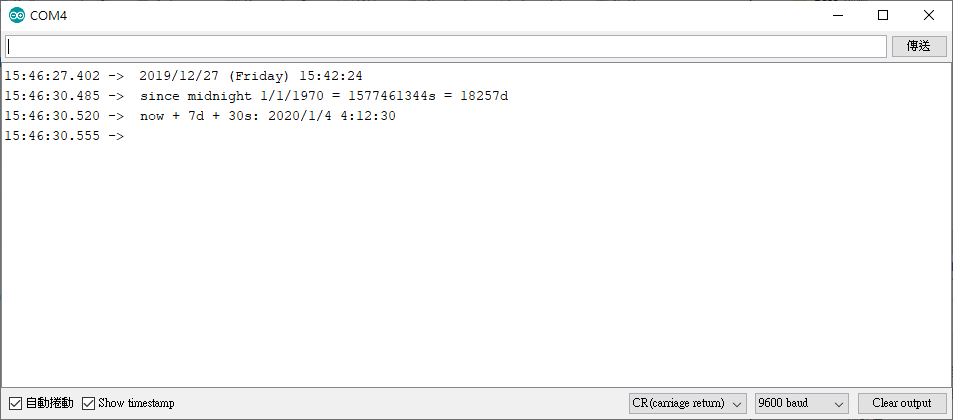 COM4
傳送
15:46:27.402 -> 2019/12/27 (Friday) 15:42:24
15:46:30.485 -> since midnight 1/1/1970 = 1577461344s = 18257d
15:46:30.520 -> now + 7d + 30s: 2020/1/4 4:12:30
15:46:30.555 ->
自動捲動 Show timestamp CR(carriage return) 9600 baud Clear output